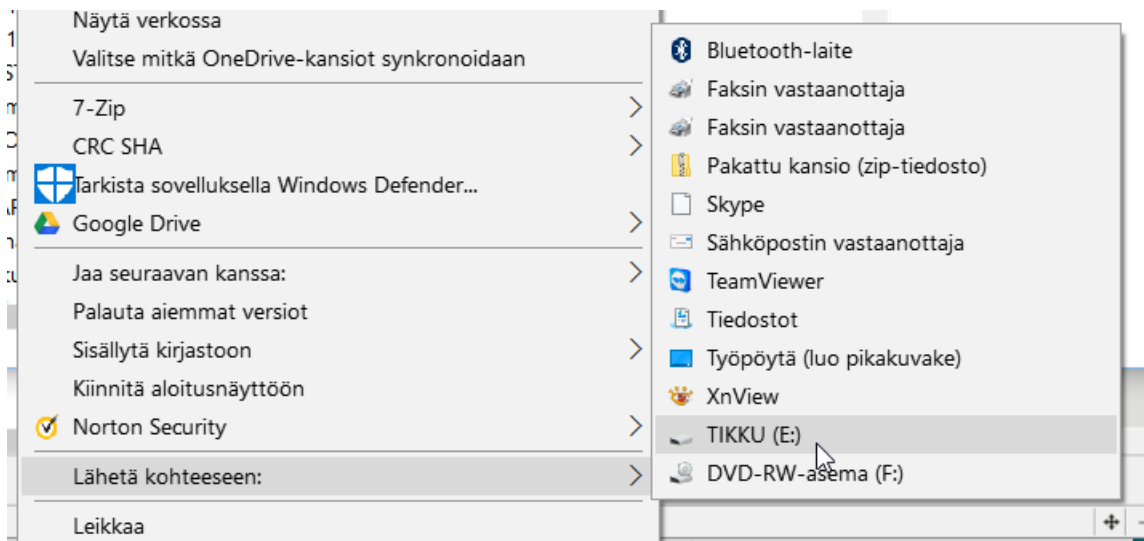 Näytä verkossa
Valitse mitkä OneDrive-kansiot synkronoidaan
7-Zip
CRC SHA
Tarkista sovelluksella Windows Defender...
Google Drive
Jaa seuraavan kanssa:
Palauta aiemmat versiot
Sisällytä kirjastoon
Kiinnitä aloitusnäyttöön
Norton Security
Lähetä kohteeseen:
Leikkaa
Bluetooth-laite
Faksin vastaanottaja
Faksin vastaanottaja
Pakattu kansio (zip-tiedosto)
Skype
Sähköpostin vastaanottaja
TeamViewer
Tiedostot
Työpöytä (luo pikakuvake)
XnView
TIKKU (E:)
DVD-RW-asema (F:)